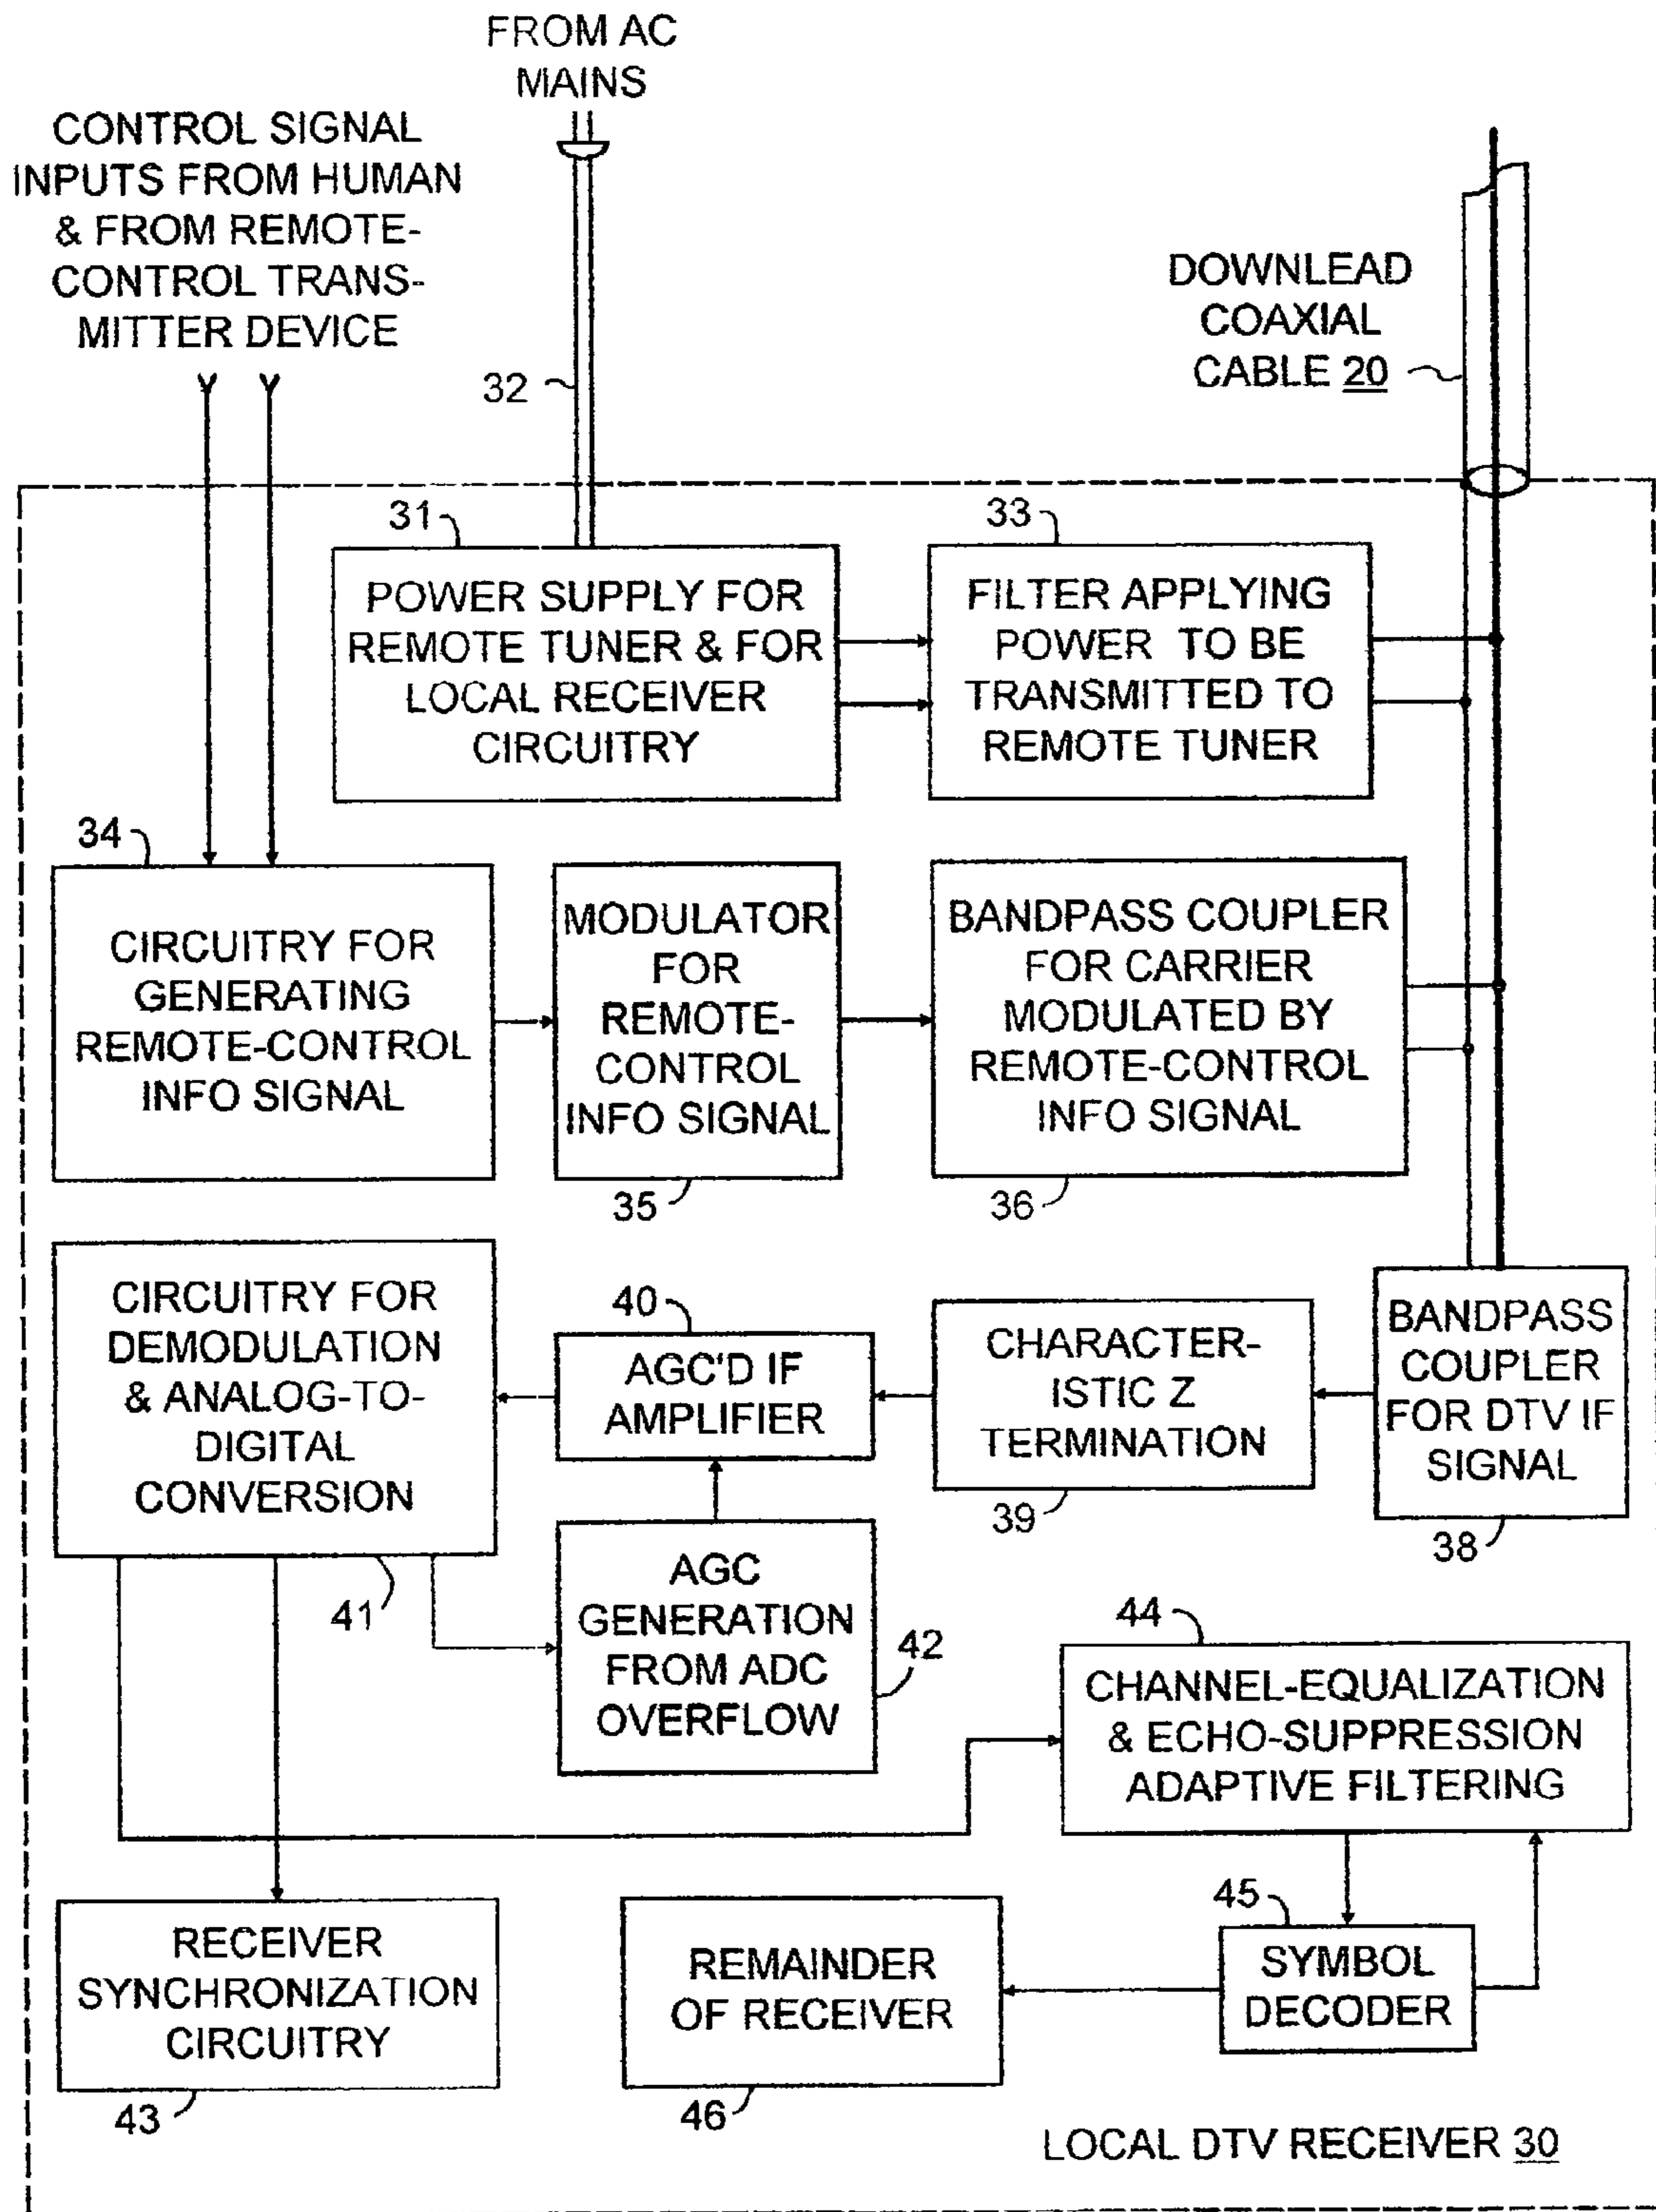 FROM AC
MAINS
CONTROL SIGNAL
INPUTS FROM HUMAN
& FROM REMOTE-
CONTROL TRANS-
MITTER DEVICE
32
DOWNLEAD
COAXIAL
CABLE 20
31
POWER SUPPLY FOR
REMOTE TUNER & FOR
LOCAL RECEIVER
CIRCUITRY
33
FILTER APPLYING
POWER TO BE
TRANSMITTED TO
REMOTE TUNER
34
CIRCUITRY FOR
GENERATING
REMOTE-CONTROL
INFO SIGNAL
MODULATOR
FOR
REMOTE-
CONTROL
INFO SIGNAL
35
BANDPASS COUPLER
FOR CARRIER
MODULATED BY
REMOTE-CONTROL
INFO SIGNAL
36
CIRCUITRY FOR
DEMODULATION
& ANALOG-TO-
DIGITAL
CONVERSION
41
40
AGC'D IF
AMPLIFIER
CHARACTER-
ISTIC Z
TERMINATION
39
BANDPASS
COUPLER
FOR DTV IF
SIGNAL
38
AGC
GENERATION
FROM ADC
OVERFLOW
42
44
CHANNEL-EQUALIZATION
& ECHO-SUPPRESSION
ADAPTIVE FILTERING
RECEIVER
SYNCHRONIZATION
CIRCUITRY
43
REMAINDER
OF RECEIVER
46
45
SYMBOL
DECODER
LOCAL DTV RECEIVER 30